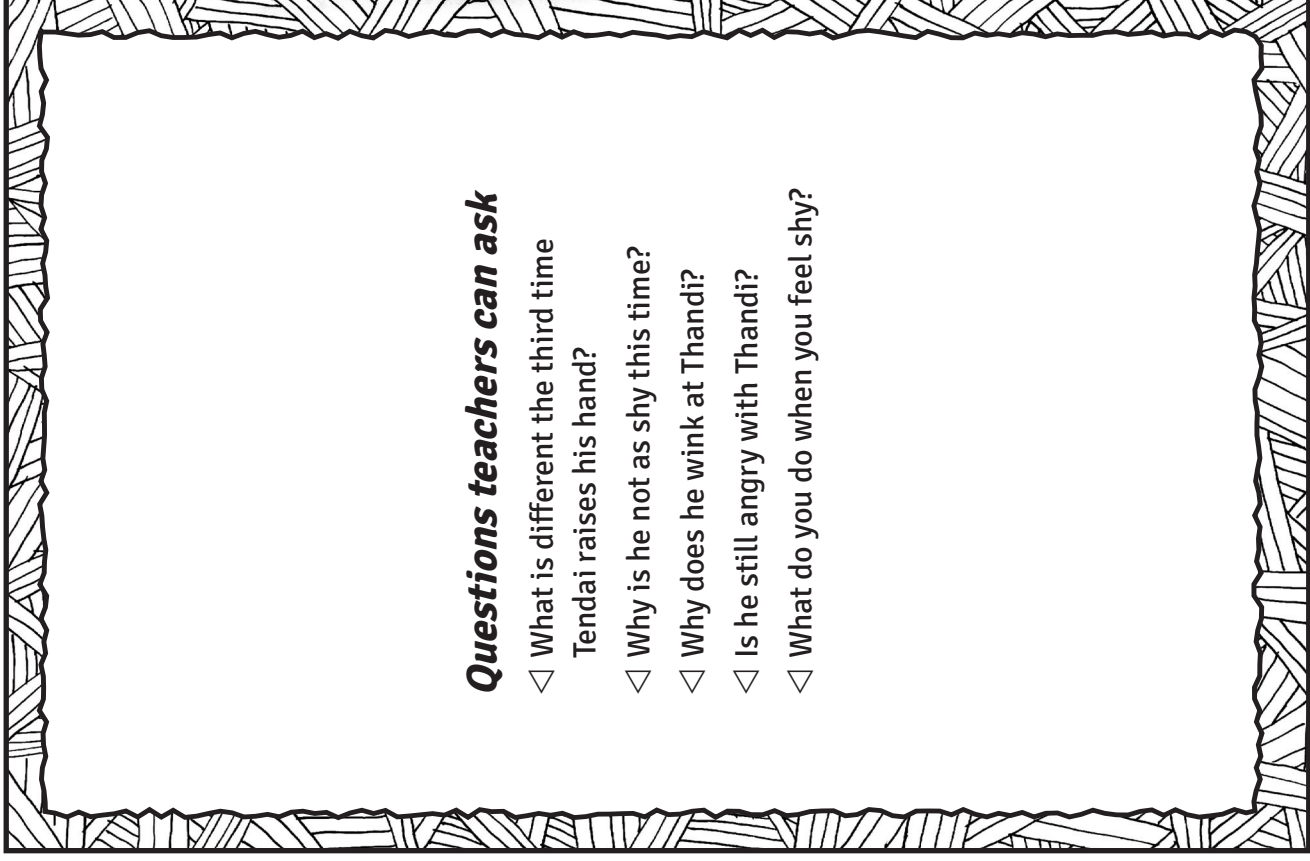 Questions teachers can ask
◁ What is different the third time
Tendai raises his hand?
◁ Why is he not as shy this time?
◁ Why does he wink at Thandi?
◁ Is he still angry with Thandi?
◁ What do you do when you feel shy?